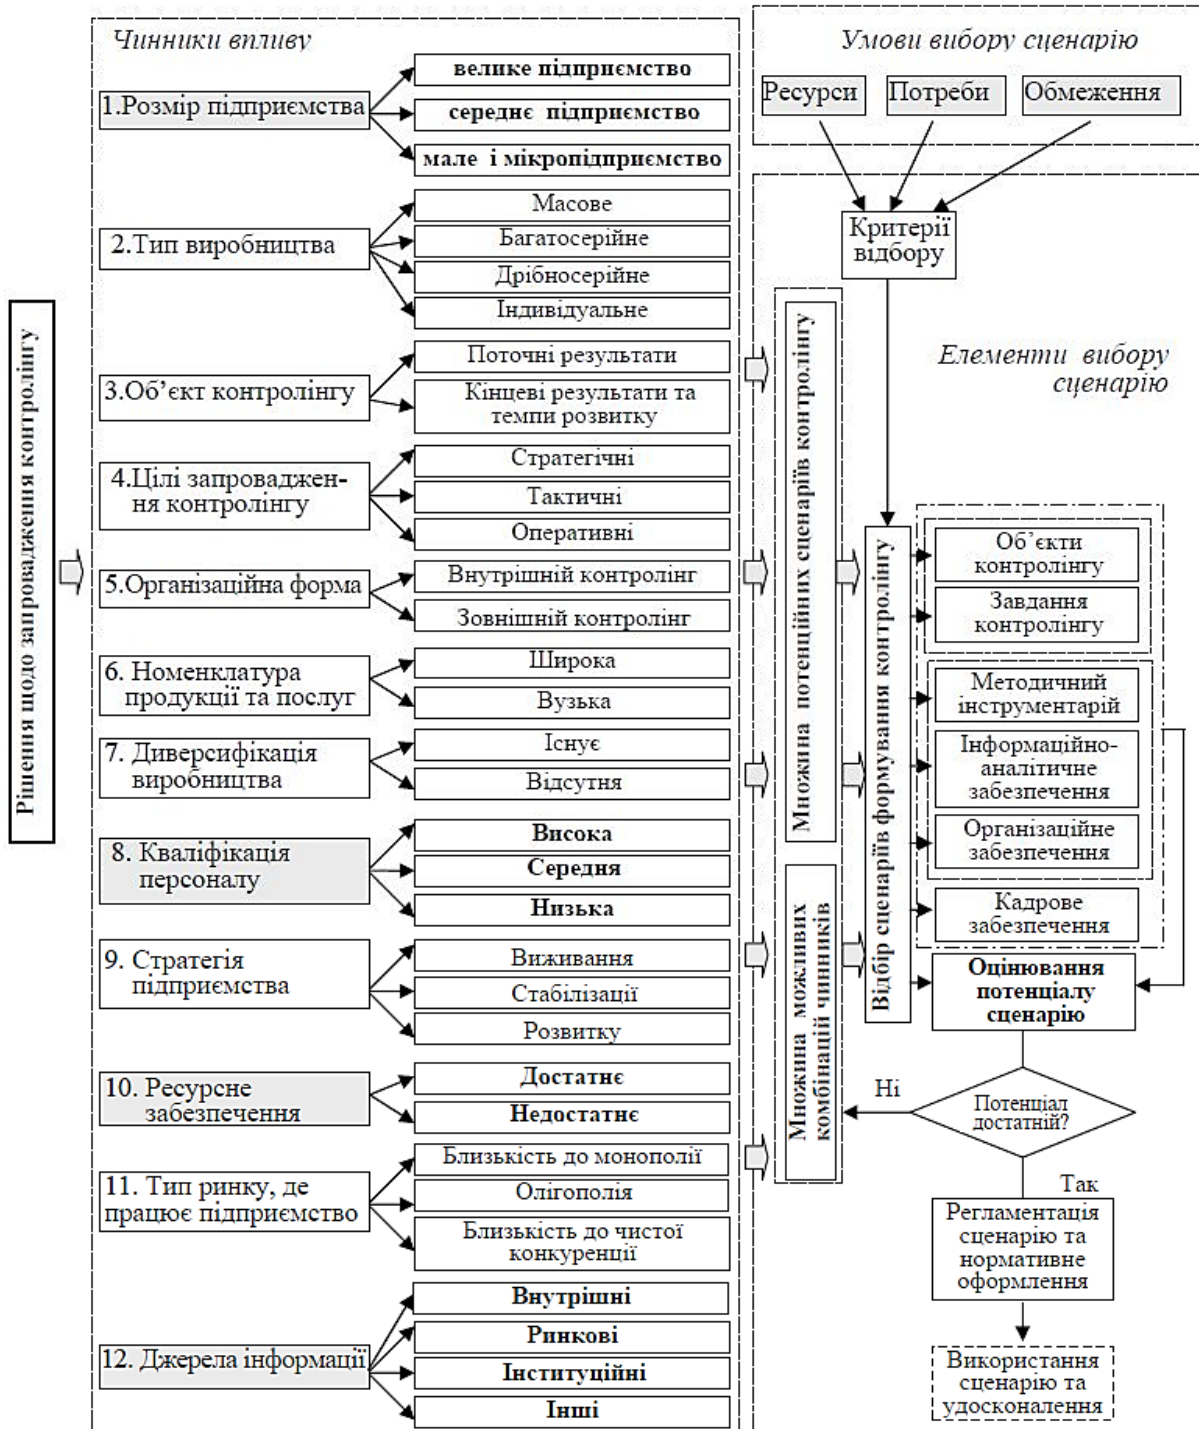 Рішення щодо запровадження контролінгу
Чинники впливу
1.Розмір підприємства
велике підприємство
середнє підприємство
мале і мікропідприємство
2.Тип виробництва
Масове
Багатосерійне
Дрібносерійне
Індивідуальне
3.Об’єкт контролінгу
Поточні результати
Кінцеві результати та
темпи розвитку
4.Цілі запроваджен-
ня контролінгу
Стратегічні
Тактичні
Оперативні
5.Організаційна форма
Внутрішній контролінг
Зовнішній контролінг
6. Номенклатура
продукції та послуг
Широка
Вузька
7. Диверсифікація
виробництва
Існує
Відсутня
8. Кваліфікація
персоналу
Висока
Середня
Низька
9. Стратегія
підприємства
Виживання
Стабілізації
Розвитку
10. Ресурсне
забезпечення
Достатнє
Недостатнє
11. Тип ринку, де
працює підприємство
Близькість до монополії
Олігополія
Близькість до чистої
конкуренції
12. Джерела інформації
Внутрішні
Ринкові
Інституційні
Інші
Умови вибору сценарію
Ресурси
Потреби
Обмеження
Критерії
відбору
Елементи вибору
сценарію
Множина потенційних сценаріїв контролінгу
Множина можливих
комбінацій чинників
Відбір сценаріїв формування контролінгу
Об’єкти
контролінгу
Завдання
контролінгу
Методичний
інструментарій
Інформаційно-
аналітичне
забезпечення
Організаційне
забезпечення
Кадрове
забезпечення
Оцінювання
потенціалу
сценарію
Ні
Потенціал
достатній?
Так
Регламентація
сценарію та
нормативне
оформлення
Використання
сценарію та
удосконалення